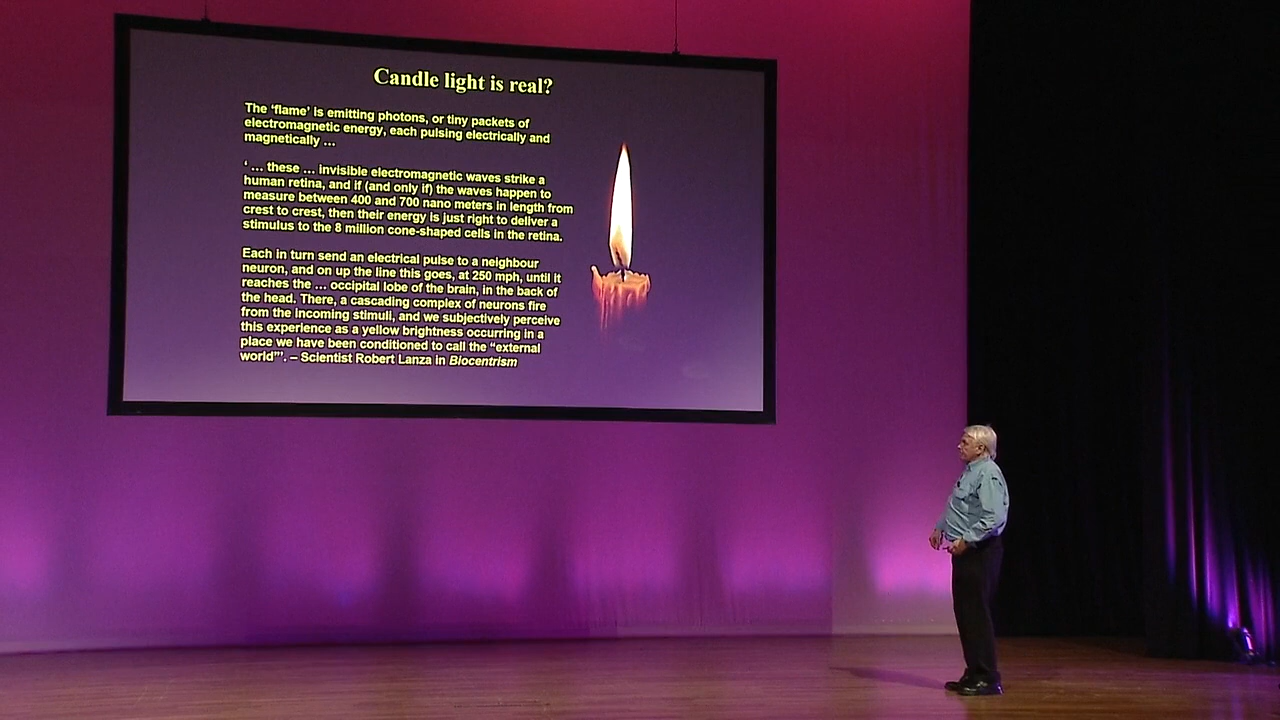 Candle light is real?
The ‘flame’ is emitting photons, or tiny packets of
electromagnetic energy, each pulsing electrically and
magnetically …
‘ … these … invisible electromagnetic waves strike a
human retina, and if (and only if) the waves happen to
measure between 400 and 700 nano meters in length from
crest to crest, then their energy is just right to deliver a
stimulus to the 8 million cone-shaped cells in the retina.
Each in turn send an electrical pulse to a neighbour
neuron, and on up the line this goes, at 250 mph, until it
reaches the … occipital lobe of the brain, in the back of
the head. There, a cascading complex of neurons fire
from the incoming stimuli, and we subjectively perceive
this experience as a yellow brightness occurring in a
place we have been conditioned to call the “external
world”’. – Scientist Robert Lanza in Biocentrism